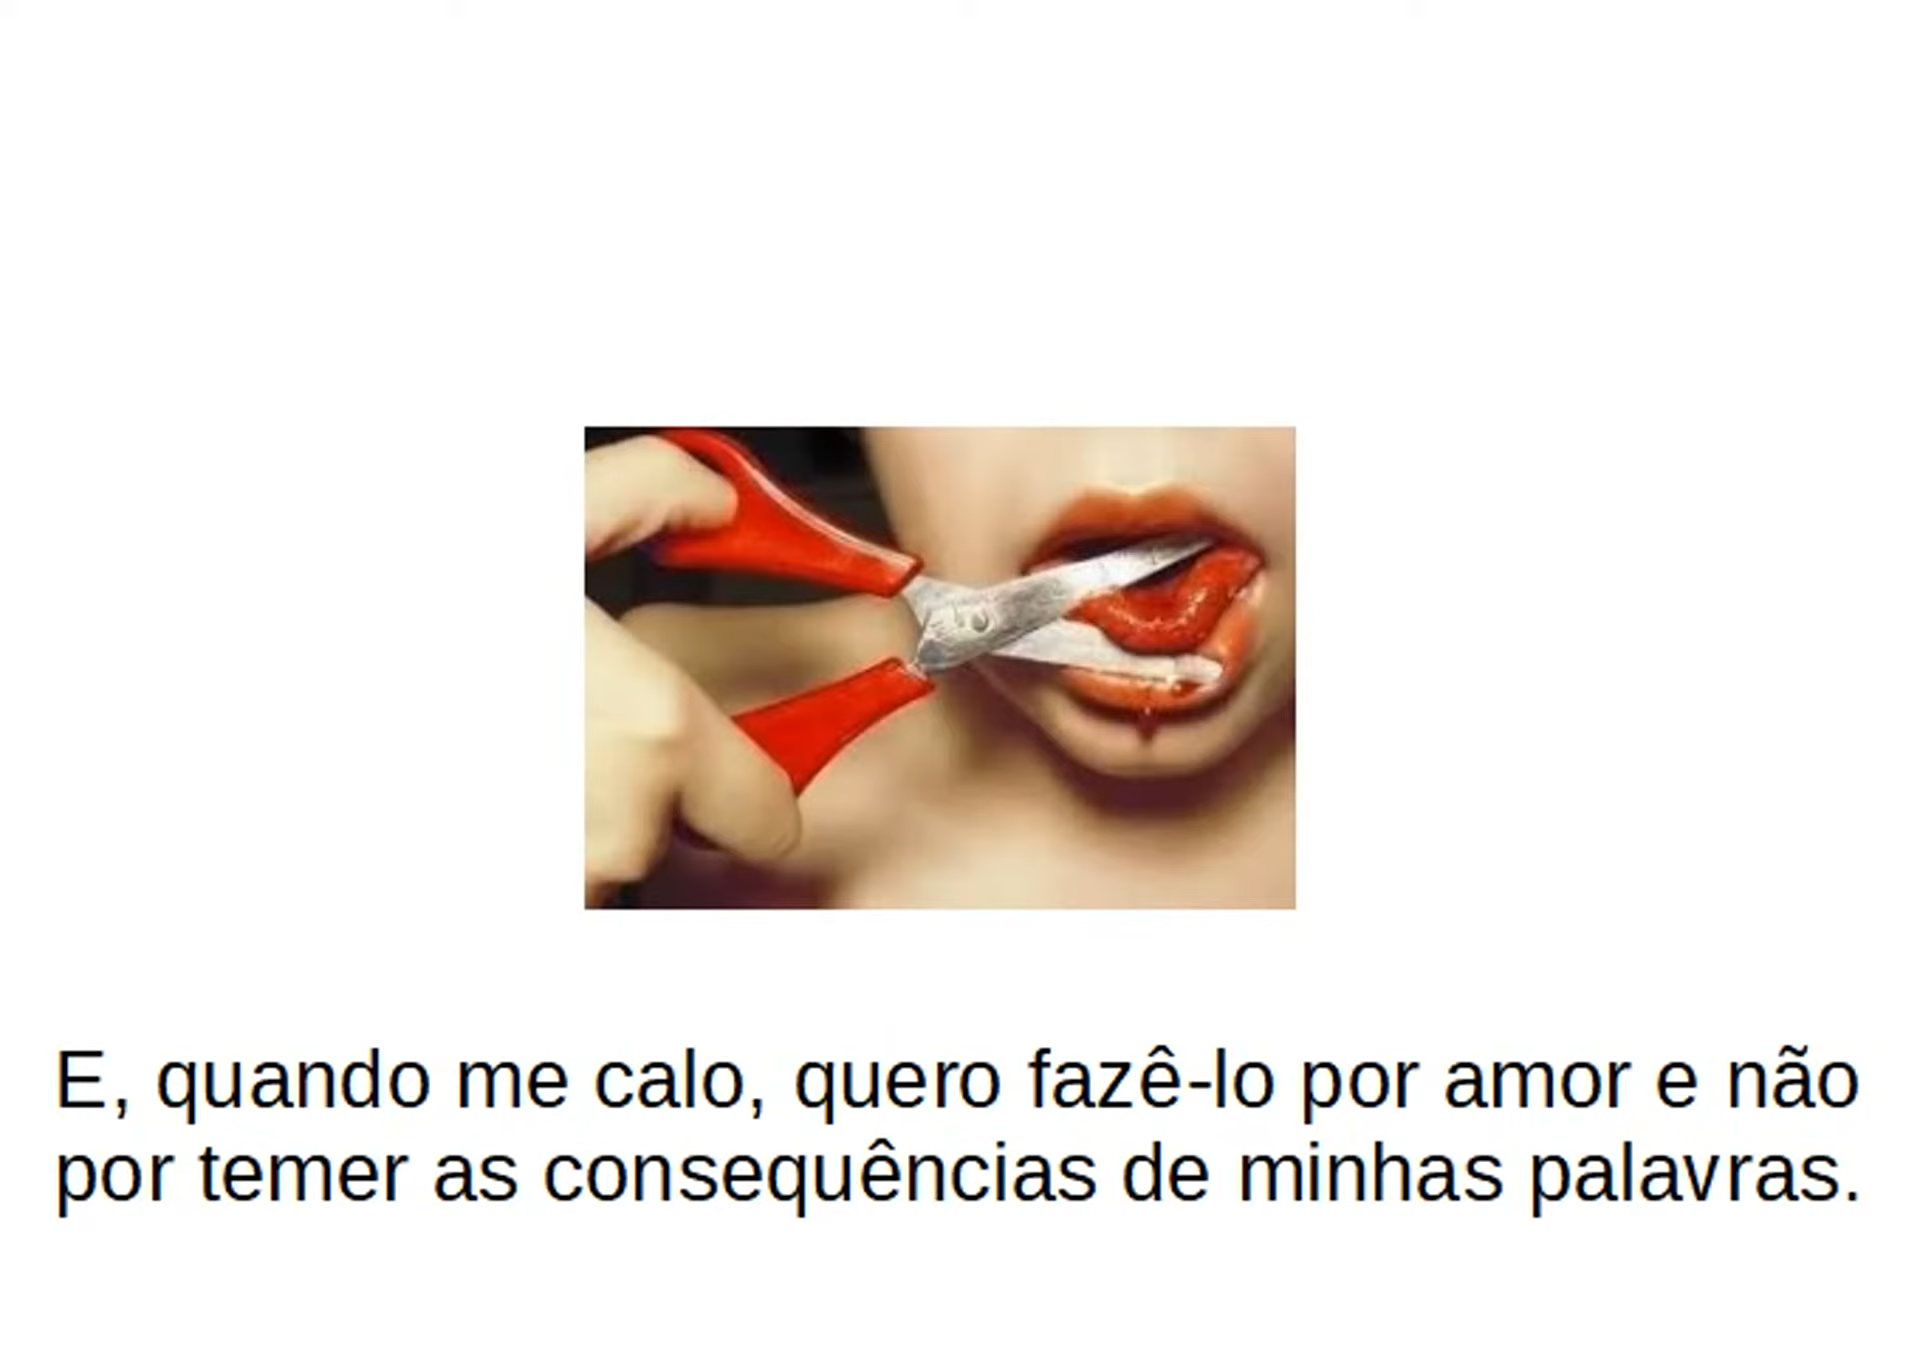 E, quando me calo, quero fazê-lo por amor e não
por temer as consequências de minhas palavras.